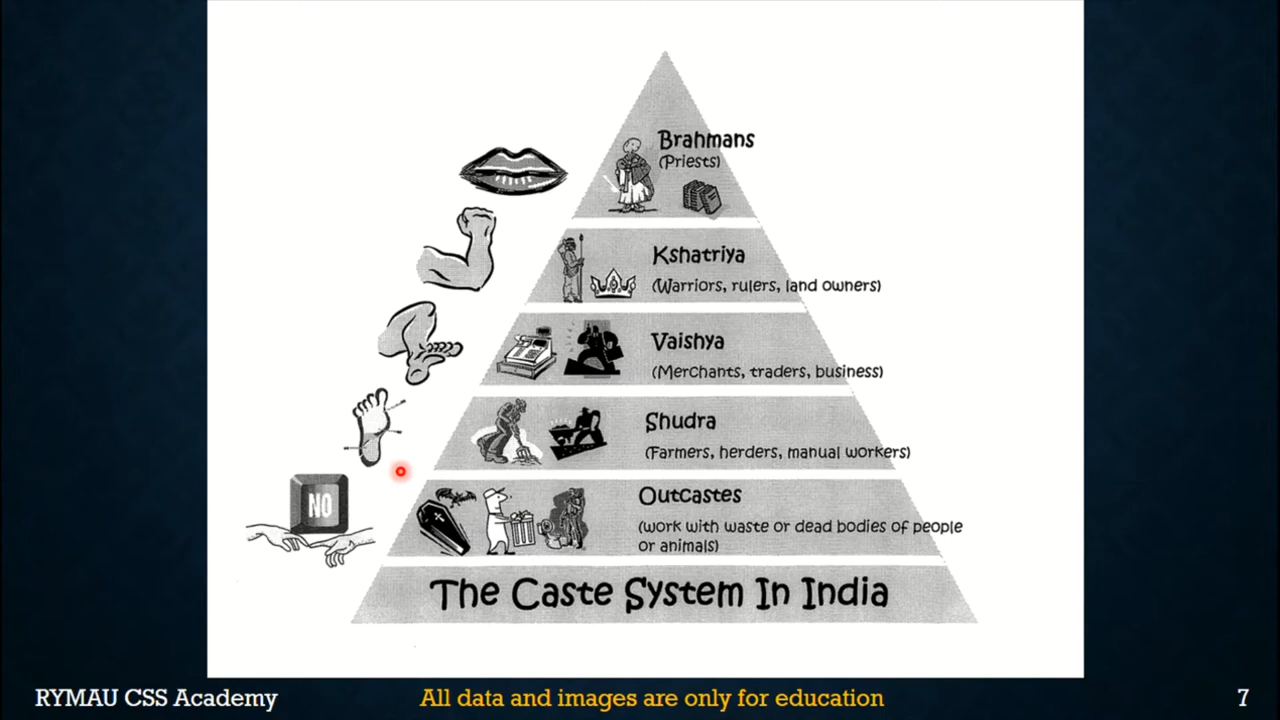 Brahmans
(Priests)
Kshatriya
(Warriors, rulers, land owners)
Vaishya
(Merchants, traders, business)
Shudra
(Farmers, herders, manual workers)
NO
Outcastes
(work with waste or dead bodies of people
or animals)
The Caste System In India
RYMAU CSS Academy
All data and images are only for education
7